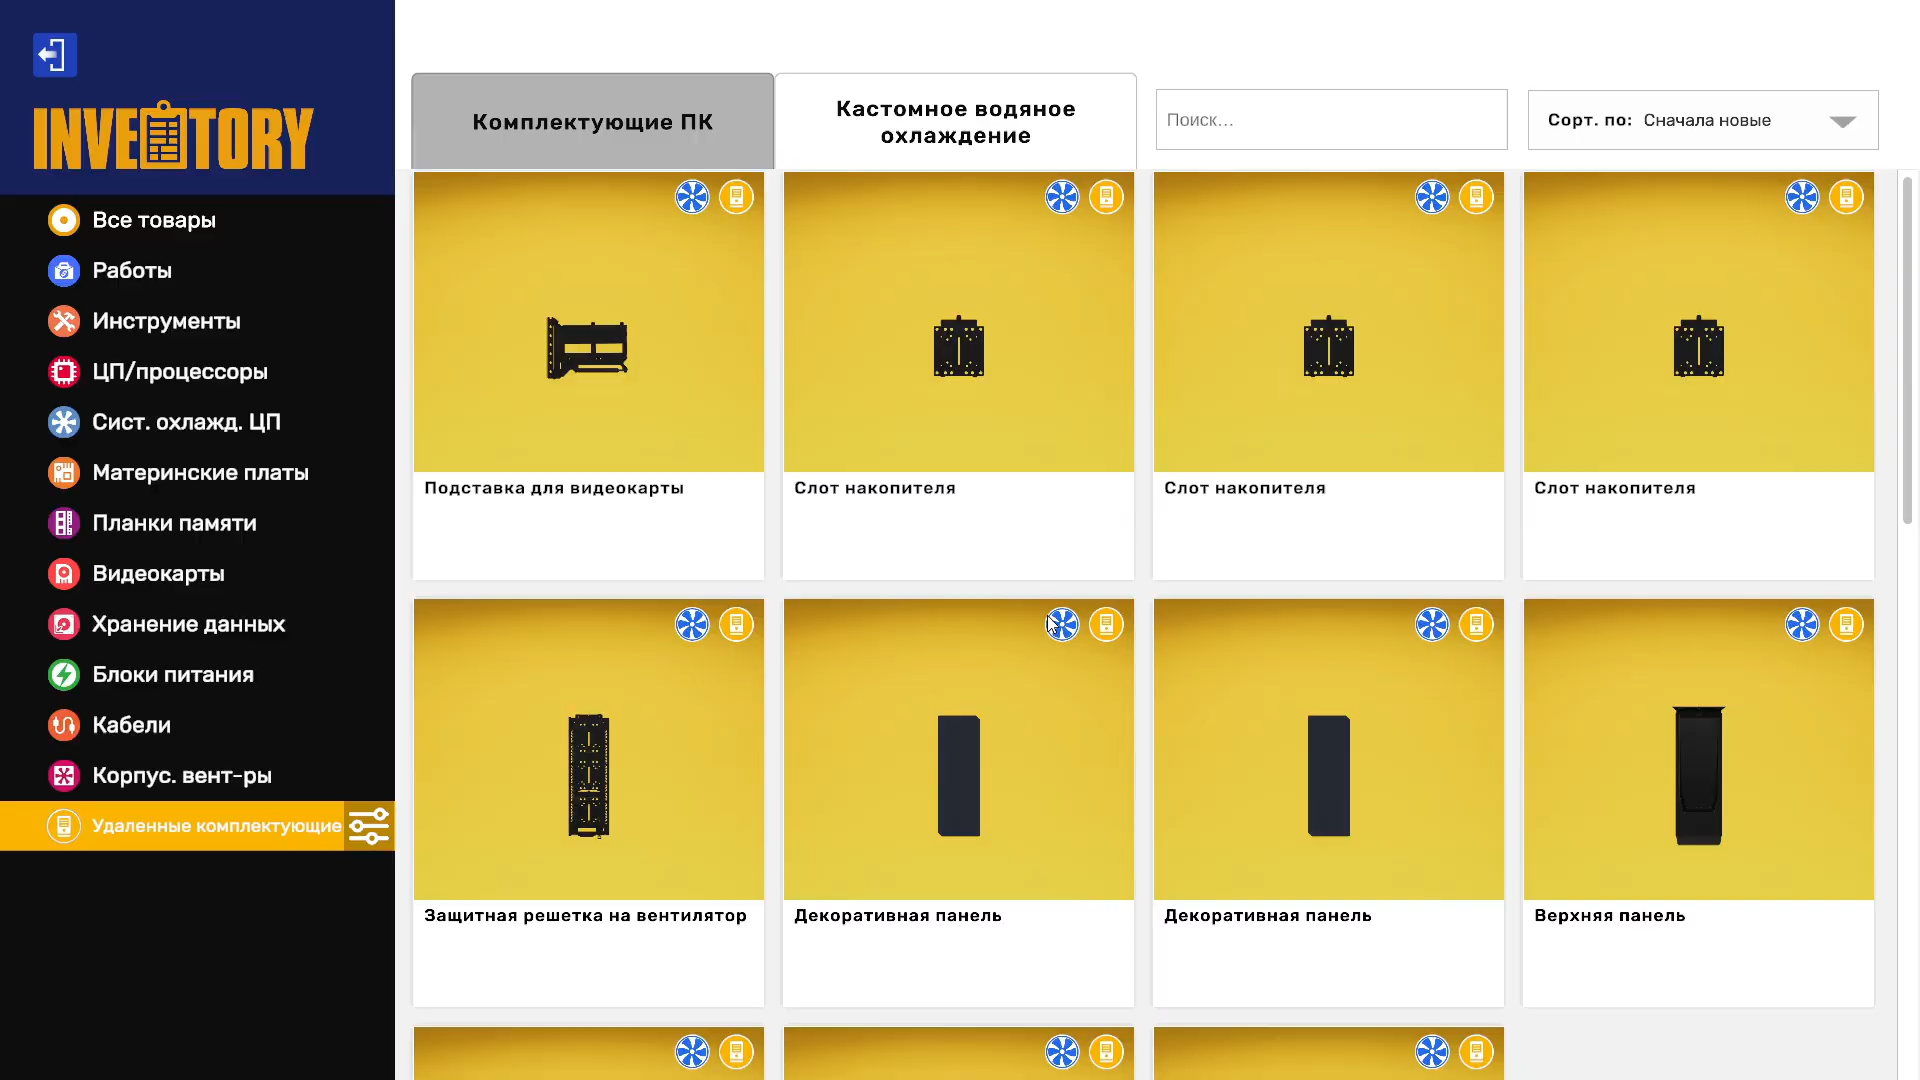 INVENTORY
Все товары
Работы
Инструменты
ЦП/процессоры
Сист. охлажд. ЦП
Материнские платы
Планки памяти
Видеокарты
Хранение данных
Блоки питания
Кабели
Корпус. вент-ры
Удаленные комплектующие
Комплектующие ПК
Кастомное водяное
охлаждение
Поиск...
Сорт. по: Сначала новые
Подставка для видеокарты
Слот накопителя
Слот накопителя
Слот накопителя
Защитная решетка на вентилятор
Декоративная панель
Декоративная панель
Верхняя панель